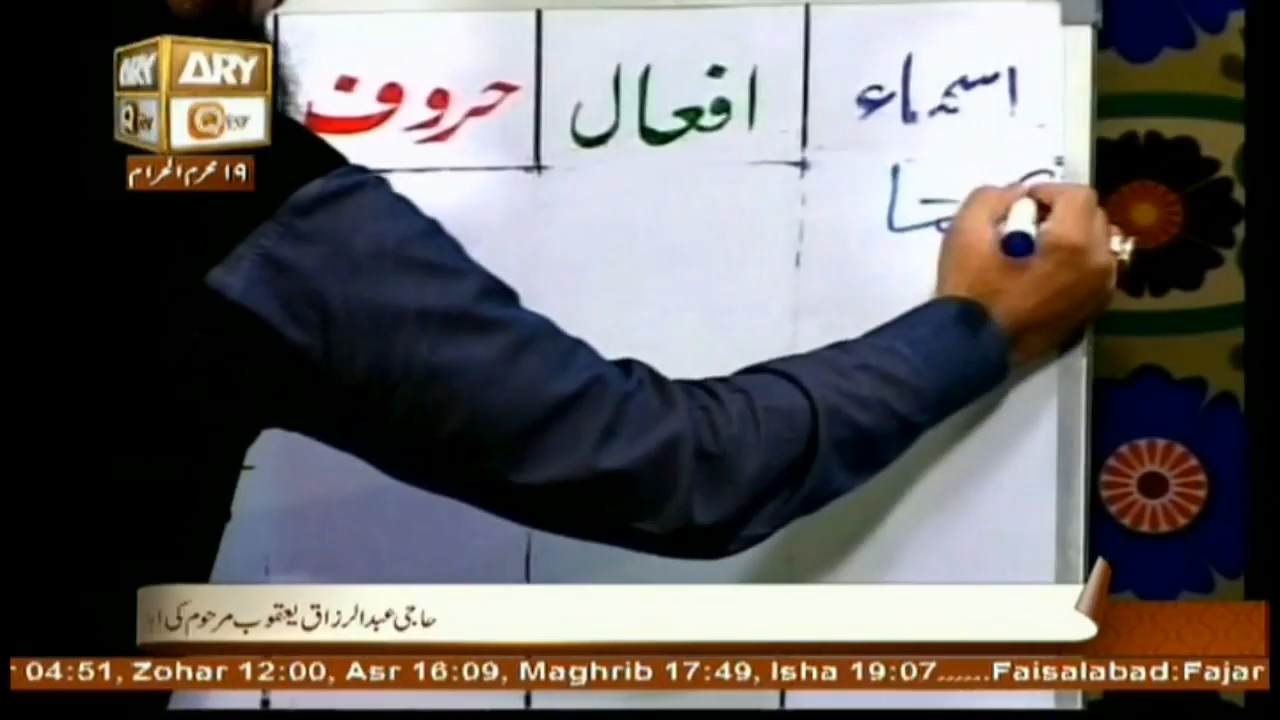 ARY ARY
Q
۱۹ محرم الحرام
اسماء افعال حروف
حاجی عبدالرزاق یعقوب مرحوم کی
04:51, Zohar 12:00, Asr 16:09, Maghrib 17:49, Isha 19:07......Faisalabad:Fajar